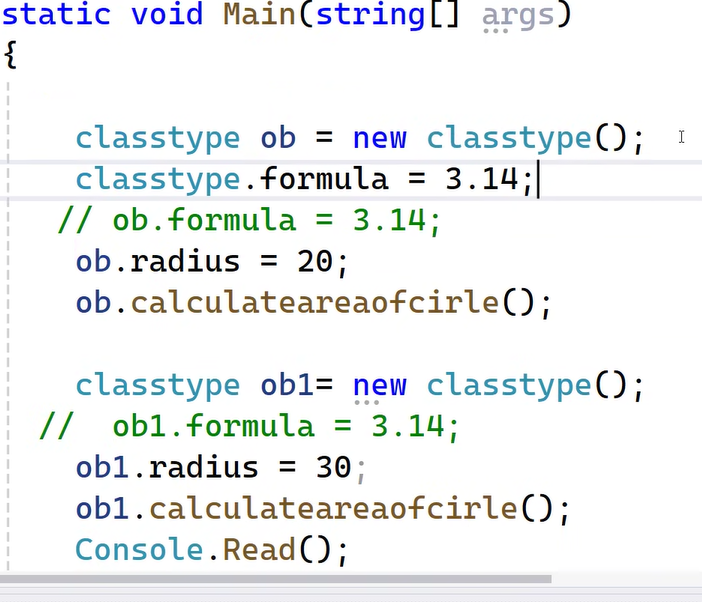 static void Main(string[] args)
{
classtype ob = new classtype();
classtype.formula = 3.14;
// ob.formula = 3.14;
ob.radius = 20;
ob.calculateareaofcirle();
classtype ob1= new classtype();
//  ob1.formula = 3.14;
ob1.radius = 30;
ob1.calculateareaofcirle();
Console.Read();